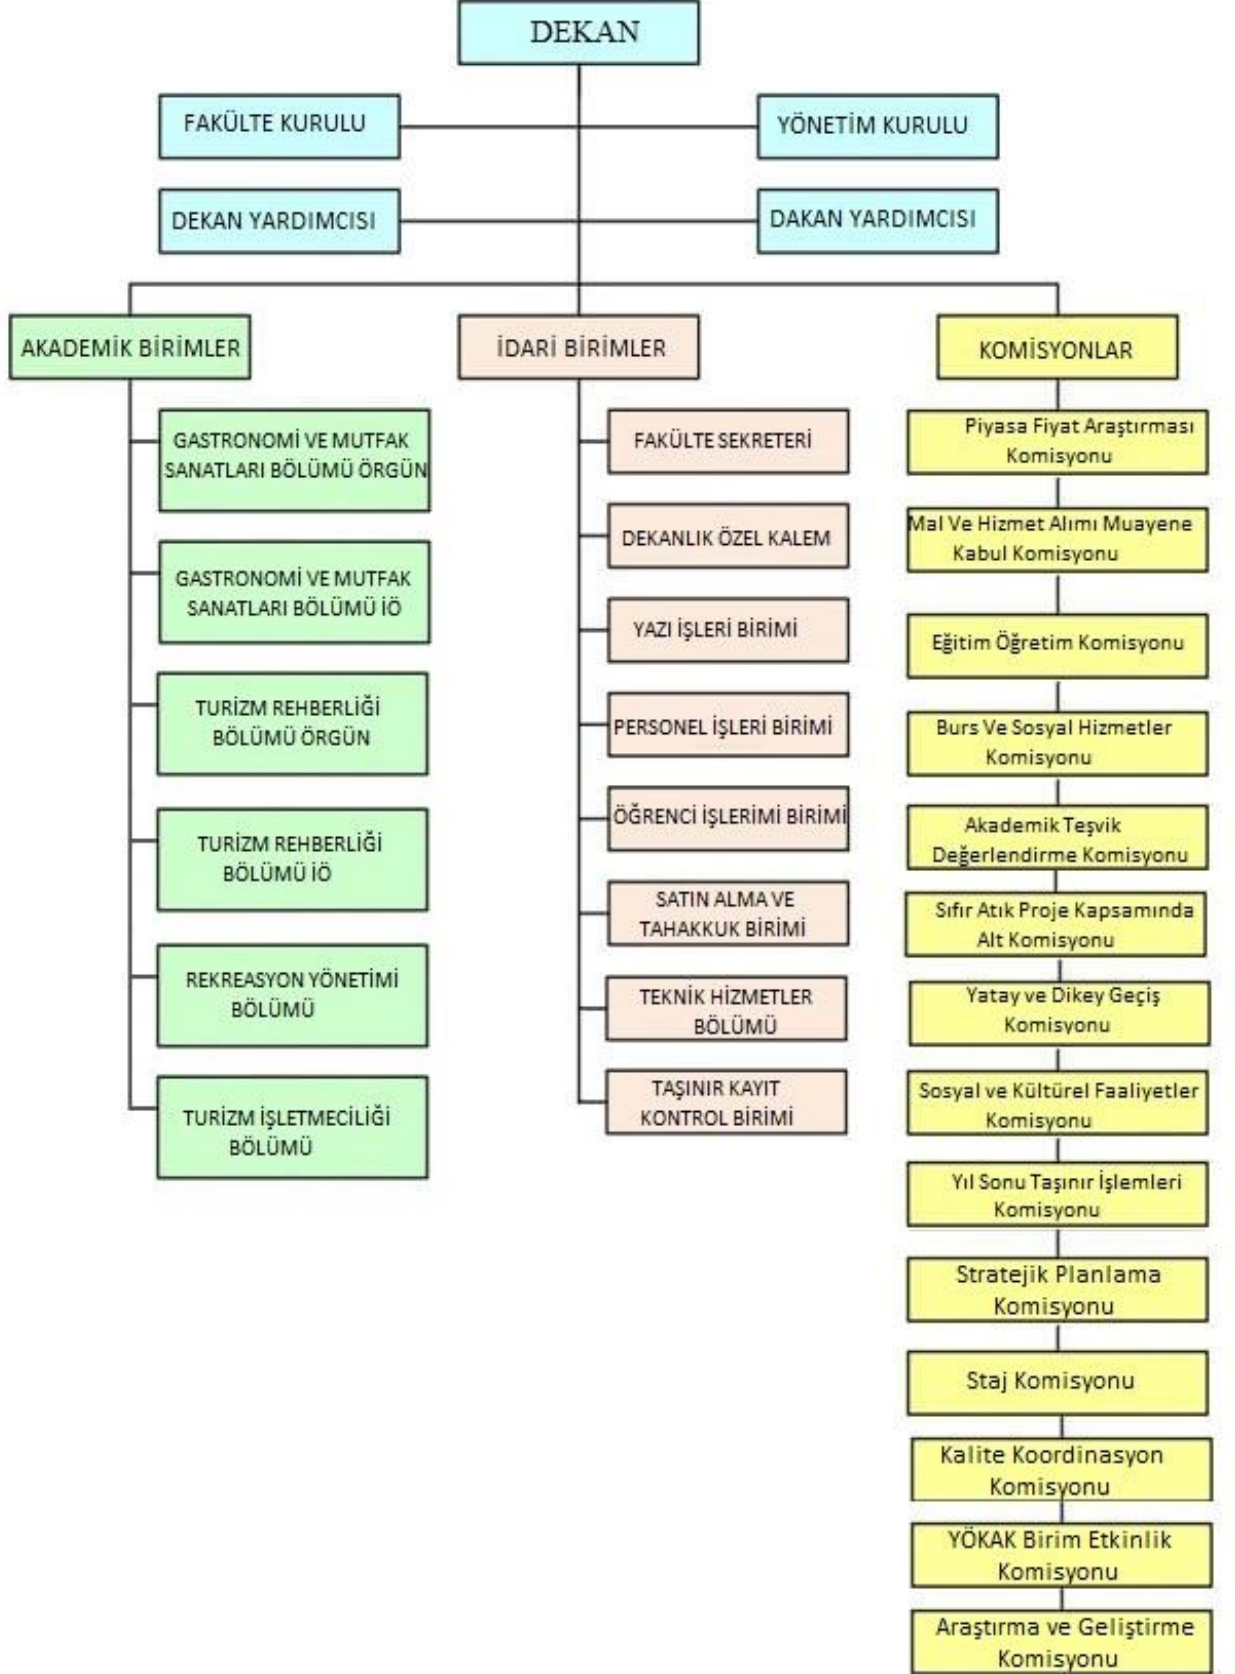 DEKAN
FAKÜLTE KURULU
YÖNETİM KURULU
DEKAN YARDIMCISI
DAKAN YARDIMCISI
AKADEMİK BİRİMLER
GASTRONOMİ VE MUTFAK
SANATLARI BÖLÜMÜ ÖRGÜN
GASTRONOMİ VE MUTFAK
SANATLARI BÖLÜMÜ İÖ
TURİZM REHBERLİĞİ
BÖLÜMÜ ÖRGÜN
TURİZM REHBERLİĞİ
BÖLÜMÜ İÖ
REKREASYON YÖNETİMİ
BÖLÜMÜ
TURİZM İŞLETMECİLİĞİ
BÖLÜMÜ
İDARİ BİRİMLER
FAKÜLTE SEKRETERİ
DEKANLIK ÖZEL KALEM
YAZI İŞLERİ BİRİMİ
PERSONEL İŞLERİ BİRİMİ
ÖĞRENCİ İŞLERİMİ BİRİMİ
SATIN ALMA VE
TAHAKKUK BİRİMİ
TEKNİK HİZMETLER
BÖLÜMÜ
TAŞINIR KAYIT
KONTROL BİRİMİ
KOMİSYONLAR
Piyasa Fiyat Araştırması
Komisyonu
Mal Ve Hizmet Alımı Muayene
Kabul Komisyonu
Eğitim Öğretim Komisyonu
Burs Ve Sosyal Hizmetler
Komisyonu
Akademik Teşvik
Değerlendirme Komisyonu
Sıfır Atık Proje Kapsamında
Alt Komisyonu
Yatay ve Dikey Geçiş
Komisyonu
Sosyal ve Kültürel Faaliyetler
Komisyonu
Yıl Sonu Taşınır İşlemleri
Komisyonu
Stratejik Planlama
Komisyonu
Staj Komisyonu
Kalite Koordinasyon
Komisyonu
YÖKAK Birim Etkinlik
Komisyonu
Araştırma ve Geliştirme
Komisyonu